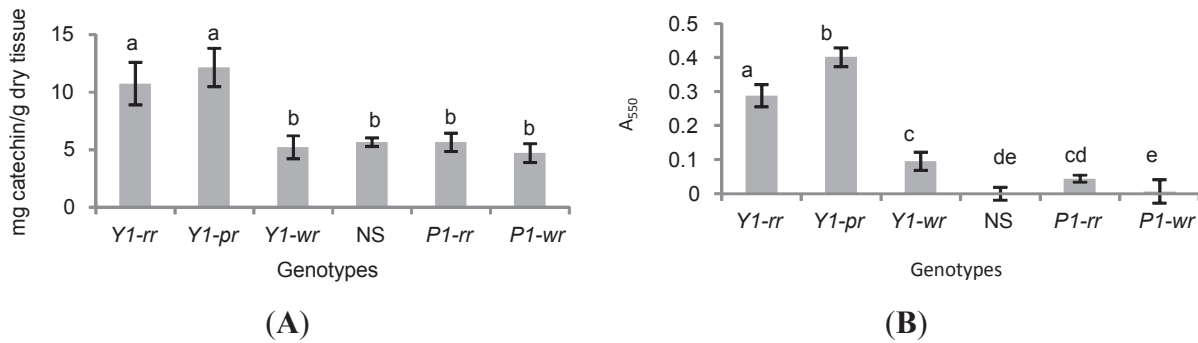 mg catechin/g dry tissue
15
10
5
0
a
a
b
b
b
b
Y1-rr
Y1-pr
Y1-wr
NS
P1-rr
P1-wr
Genotypes
(A)
A550
0.5
0.4
0.3
0.2
0.1
0
a
b
c
de
cd
e
Y1-rr
Y1-pr
Y1-wr
NS
P1-rr
P1-wr
Genotypes
(B)